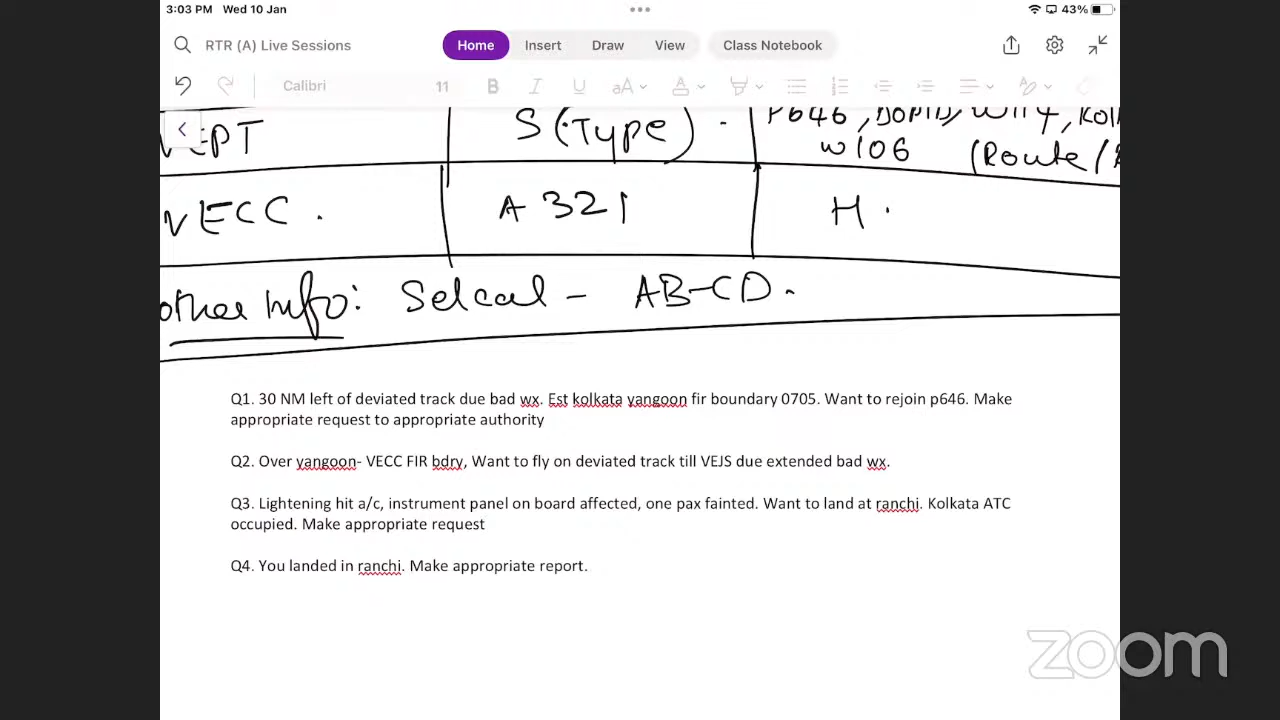 3:03 PM Wed 10 Jan
43%
RTR (A) Live Sessions
Home Insert Draw View Class Notebook
Calibri 11 B I U aA A
VEPT S (Type) . P646, W114,
W106 (Route/
VECC . A 321 H .
other Info: Selcal - AB-CD.
Q1. 30 NM left of deviated track due bad wx. Est kolkata yangoon fir boundary 0705. Want to rejoin p646. Make
appropriate request to appropriate authority
Q2. Over yangoon- VECC FIR bdry, Want to fly on deviated track till VEJS due extended bad wx.
Q3. Lightening hit a/c, instrument panel on board affected, one pax fainted. Want to land at ranchi. Kolkata ATC
occupied. Make appropriate request
Q4. You landed in ranchi. Make appropriate report.
zoom